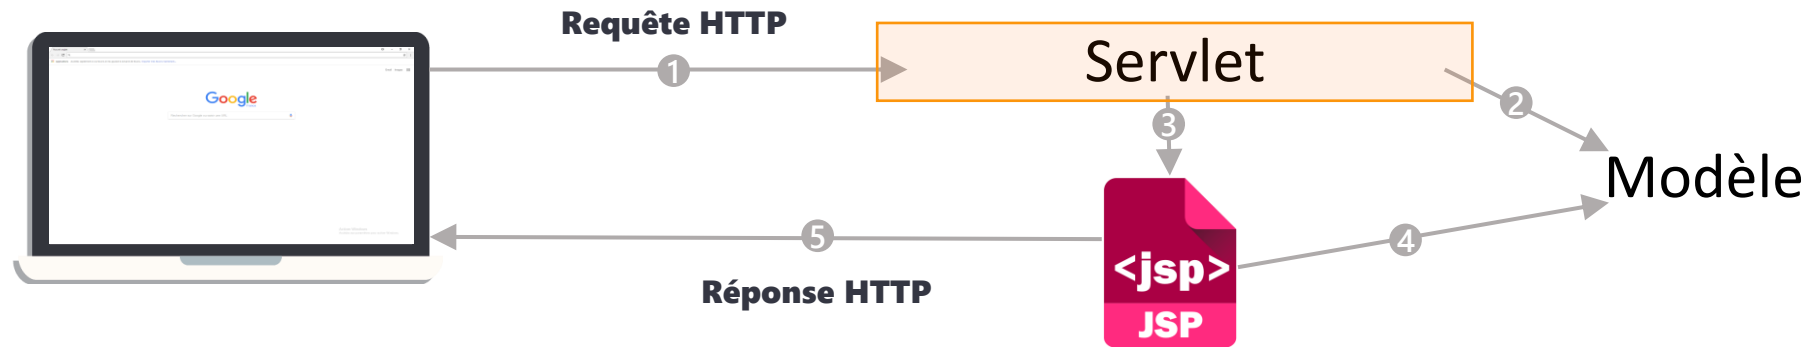 Requête HTTP
Servlet
1
2
3
Google
Modèle
4
5
<jsp>
Réponse HTTP
JSP